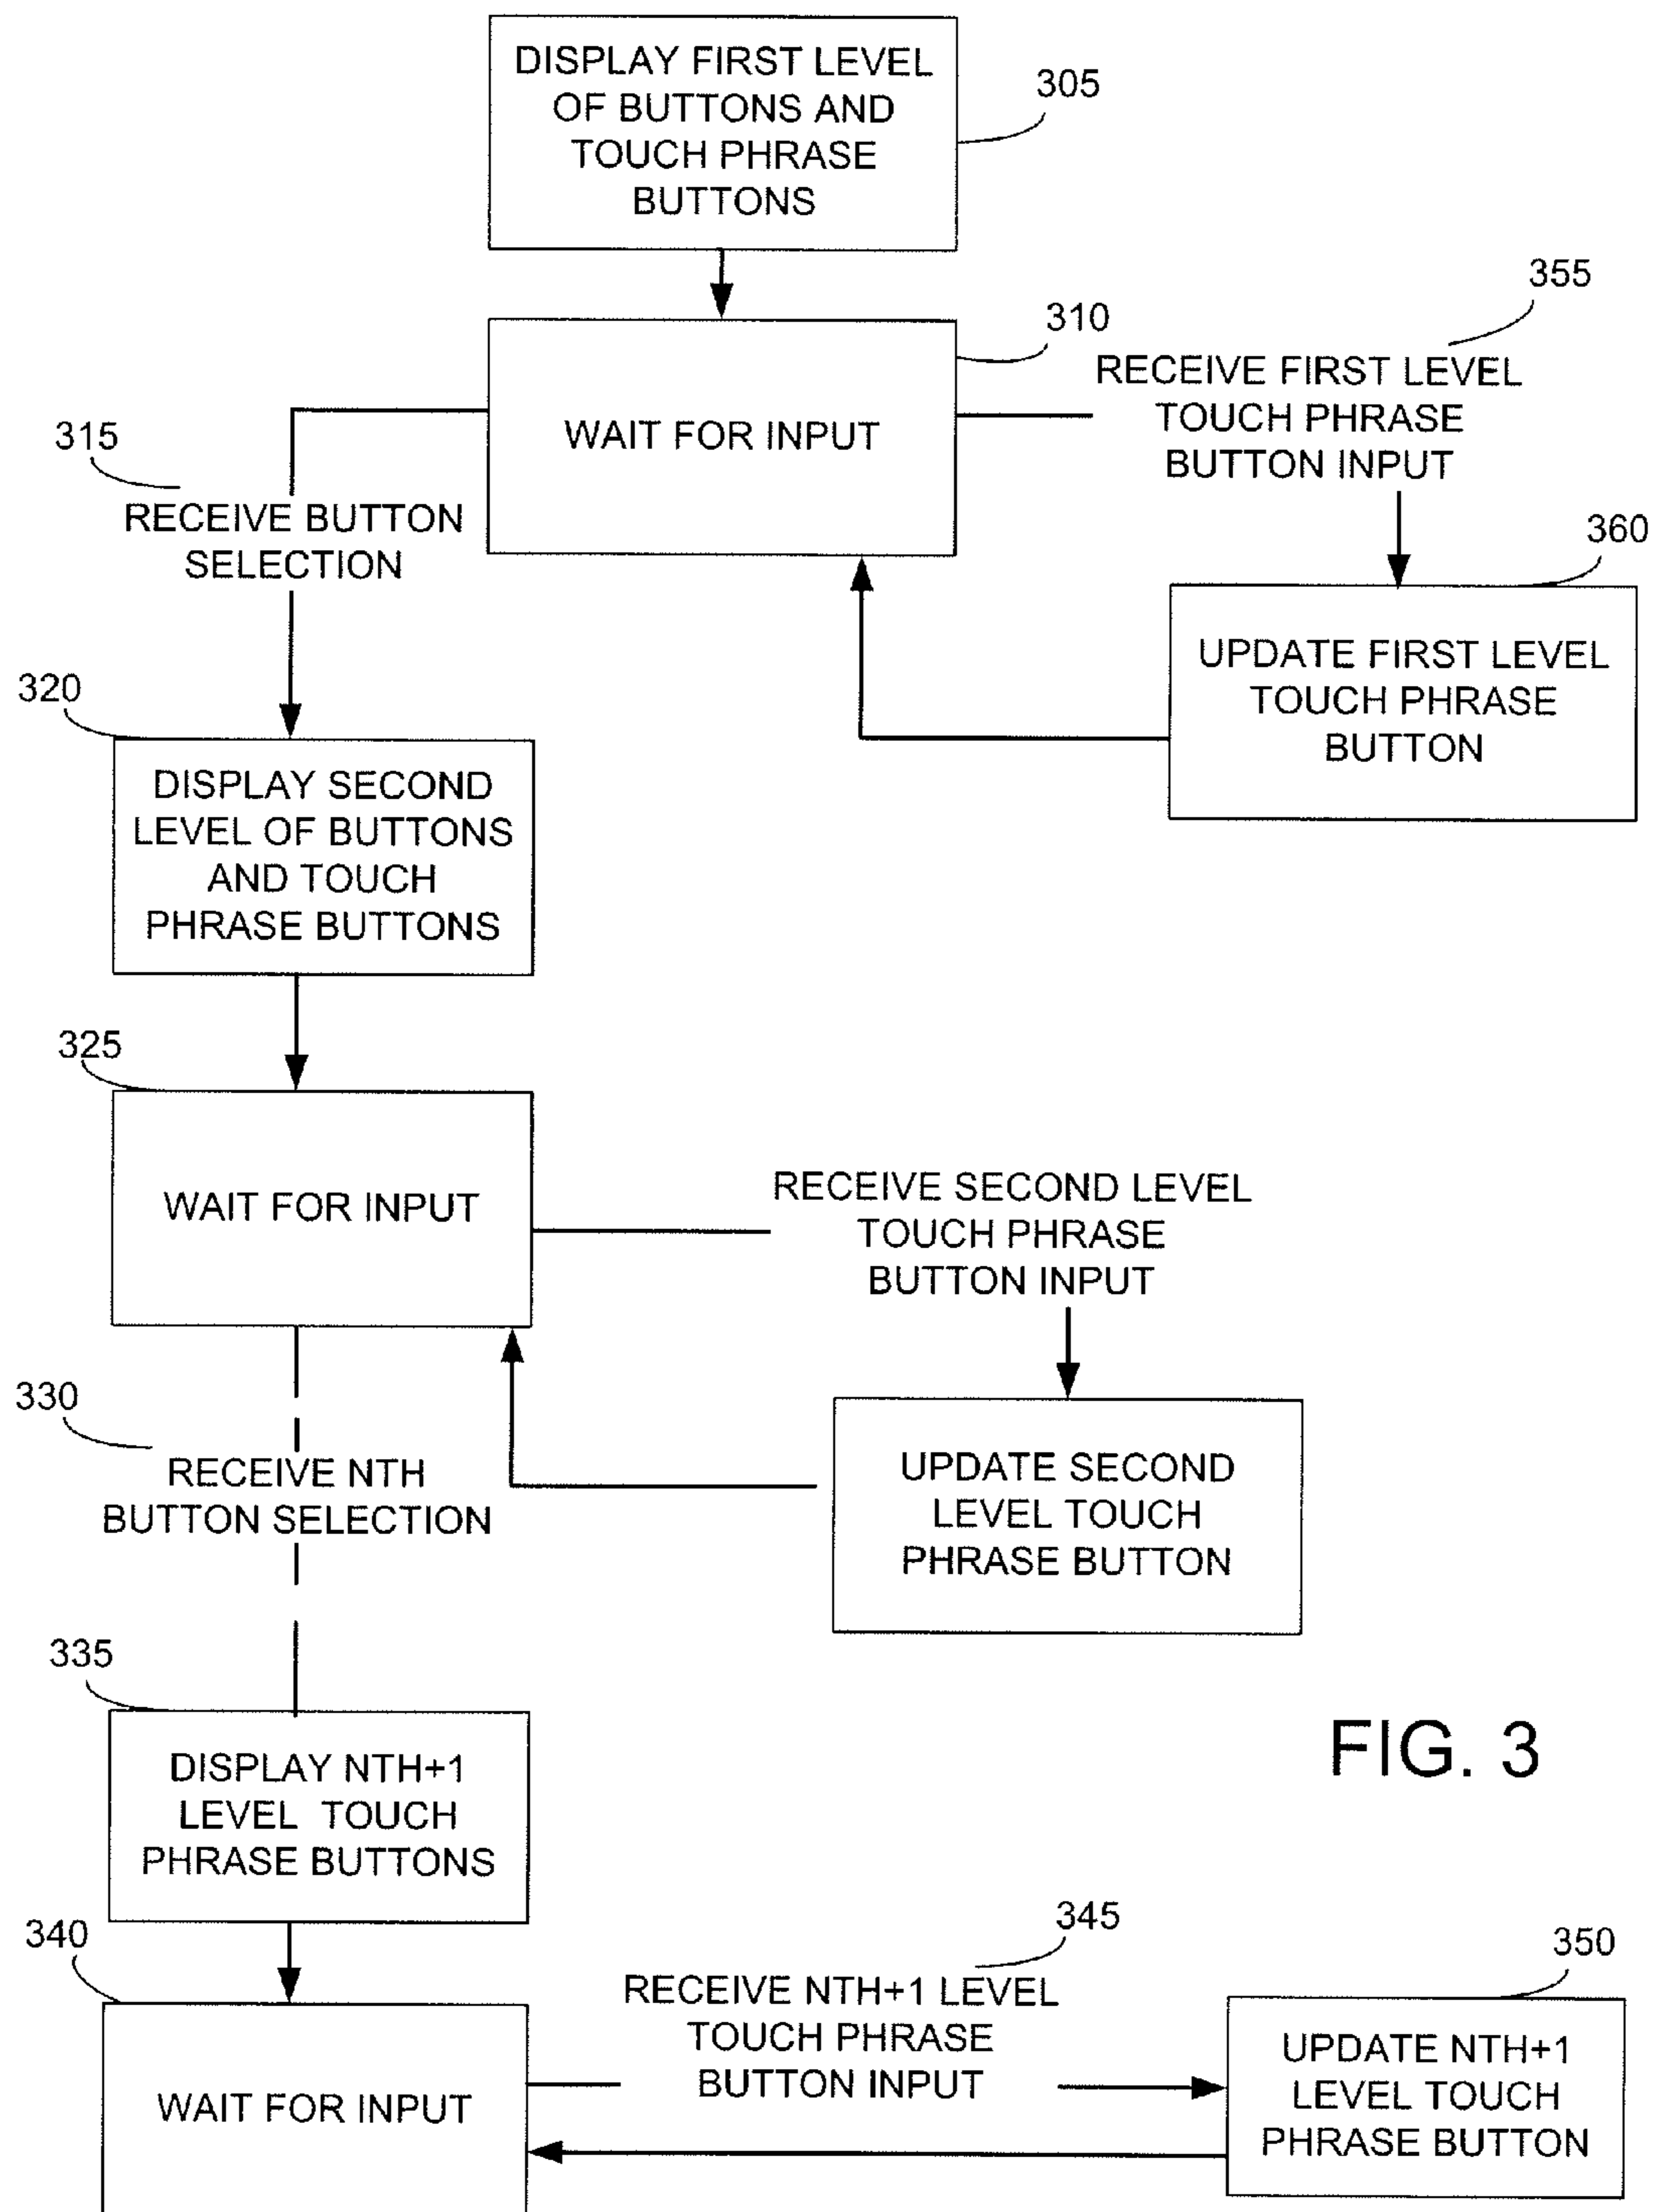 DISPLAY FIRST LEVEL
OF BUTTONS AND
TOUCH PHRASE
BUTTONS
305
310
WAIT FOR INPUT
355
RECEIVE FIRST LEVEL
TOUCH PHRASE
BUTTON INPUT
315
RECEIVE BUTTON
SELECTION
360
UPDATE FIRST LEVEL
TOUCH PHRASE
BUTTON
320
DISPLAY SECOND
LEVEL OF BUTTONS
AND TOUCH
PHRASE BUTTONS
325
WAIT FOR INPUT
RECEIVE SECOND LEVEL
TOUCH PHRASE
BUTTON INPUT
330
RECEIVE NTH
BUTTON SELECTION
UPDATE SECOND
LEVEL TOUCH
PHRASE BUTTON
335
DISPLAY NTH+1
LEVEL TOUCH
PHRASE BUTTONS
FIG. 3
340
WAIT FOR INPUT
345
RECEIVE NTH+1 LEVEL
TOUCH PHRASE
BUTTON INPUT
350
UPDATE NTH+1
LEVEL TOUCH
PHRASE BUTTON